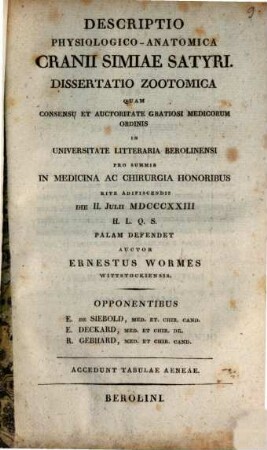 DESCRIPTIO
PHYSIOLOGICO-ANATOMICA
CRANII SIMIAE SATYRI.
DISSERTATIO ZOOTOMICA
QUAM
CONSENSU ET AUCTORITATE GRATIOSI MEDICORUM
ORDINIS
IN
UNIVERSITATE LITTERARIA BEROLINENSI
PRO SUMMIS
IN MEDICINA AC CHIRURGIA HONORIBUS
RITE ADIPISCENDIS
DIE II. JULII MDCCCXXIII
H. L. Q. S.
PALAM DEFENDET
AUCTOR
ERNESTUS WORMES
WITTSTOCKIENSIS.
OPPONENTIBUS
E. DE SIEBOLD, MED. ET. CHIR. CAND.
E. DECKARD, MED. ET CHIR. DR.
R. GEBHARD, MED. ET CHIR. CAND.
ACCEDUNT TABULAE AENEAE.
BEROLINI.